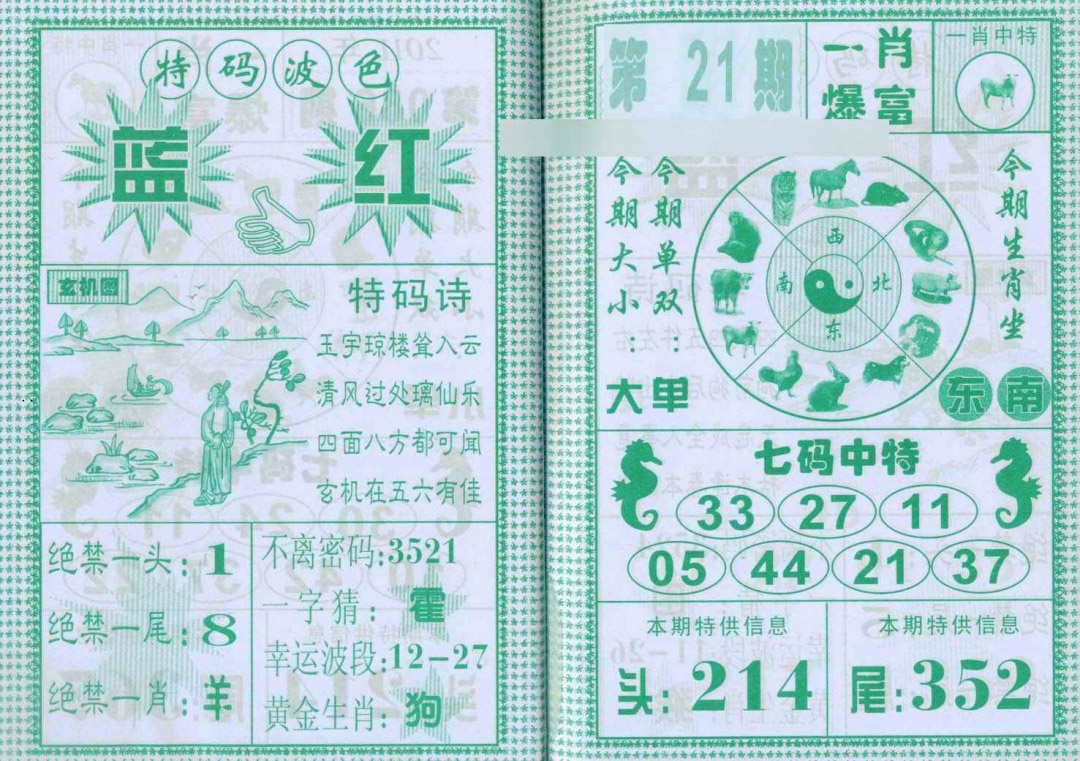 特码波色
蓝 红
玄机图
特码诗
玉宇琼楼耸入云
清风过处璃仙乐
四面八方都可闻
玄机在五六有佳
绝禁一头:1
绝禁一尾:8
绝禁一肖:羊
不离密码:3521
一字猜:霍
幸运波段:12-27
黄金生肖:狗
第21期
一肖
爆富
一肖中特
今期大小:大
今期单双:单
西
南 北
东
今期生肖坐
东南
七码中特
33 27 11
05 44 21 37
本期特供信息
头:214
本期特供信息
尾:352